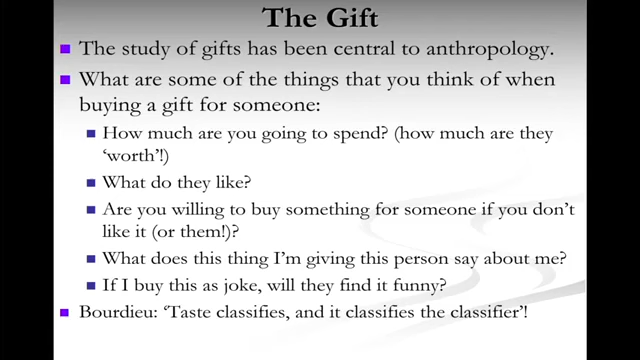 The Gift
The study of gifts has been central to anthropology.
What are some of the things that you think of when
buying a gift for someone:
How much are you going to spend? (how much are they
‘worth’!)
What do they like?
Are you willing to buy something for someone if you don’t
like it (or them!)?
What does this thing I’m giving this person say about me?
If I buy this as joke, will they find it funny?
Bourdieu: ‘Taste classifies, and it classifies the classifier’!